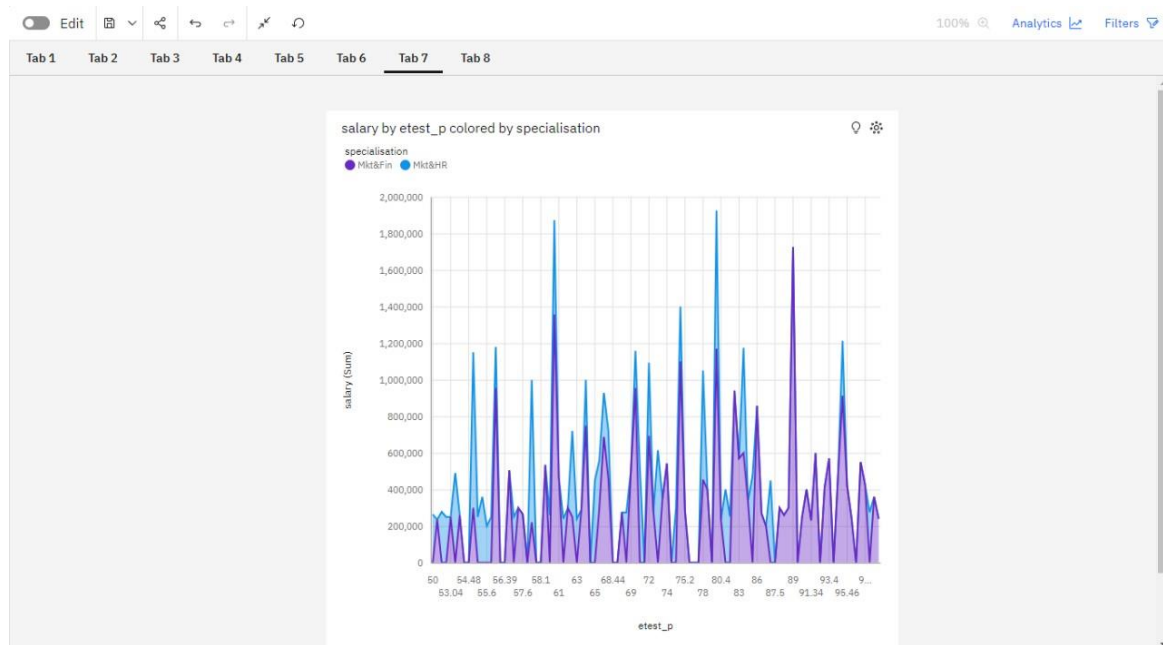 Edit 100% Analytics Filters
Tab 1 Tab 2 Tab 3 Tab 4 Tab 5 Tab 6 Tab 7 Tab 8
salary by etest_p colored by specialisation
specialisation
Mkt&Fin Mkt&HR
2,000,000
1,800,000
1,600,000
1,400,000
1,200,000
1,000,000
800,000
600,000
400,000
200,000
0
salary (Sum)
50 54.48 56.39 58.1 63 68.44 72 75.2 80.4 86 89 93.4 9...
53.04 55.6 57.6 61 65 69 74 78 83 87.5 91.34 95.46
etest_p